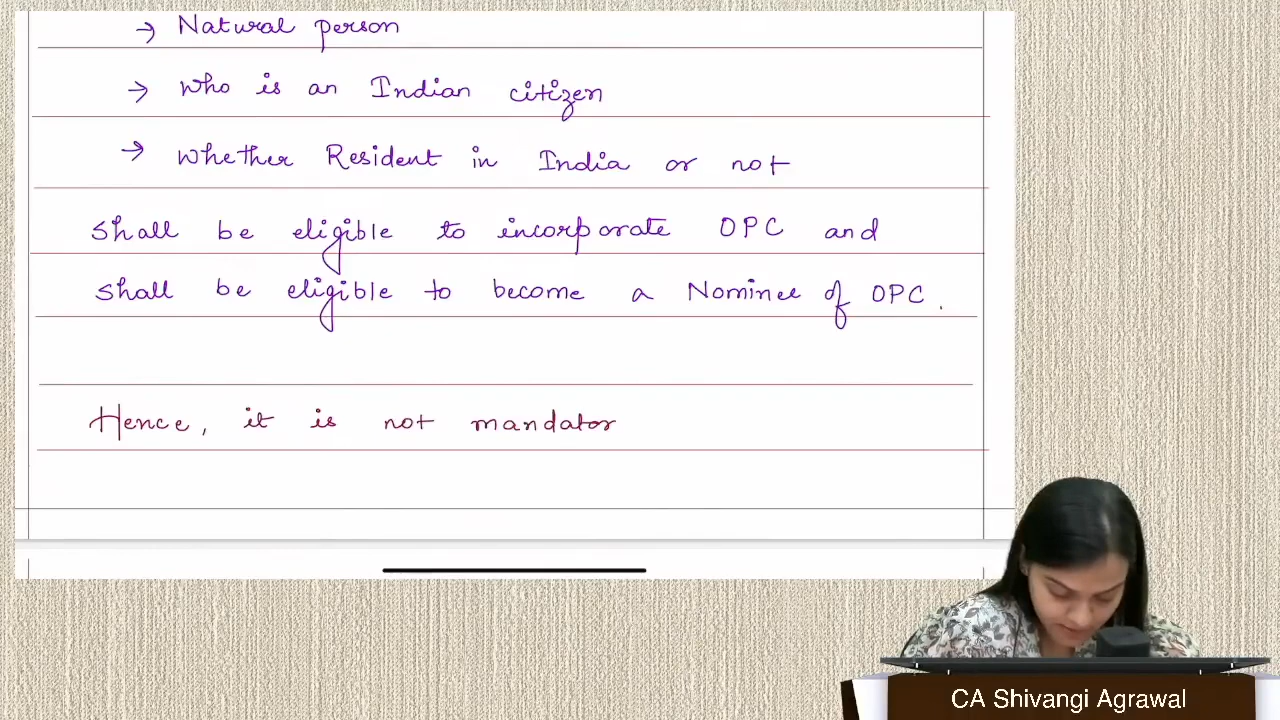 → Natural person
→ Who is an Indian citizen
→ Whether Resident in India or not
shall be eligible to incorporate OPC and
shall be eligible to become a Nominee of OPC.
Hence, it is not mandator
CA Shivangi Agrawal